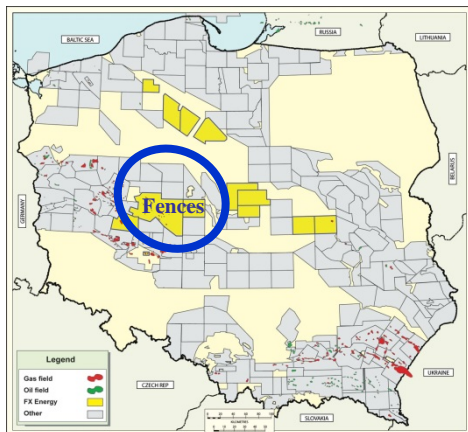 BALTIC SEA
RUSSIA
LITHUANIA
BELARUS
GERMANY
Fences
Legend
Gas field
Oil field
FX Energy
Other
UKRAINE
CZECH REP
KILOMETRES
SLOVAKIA